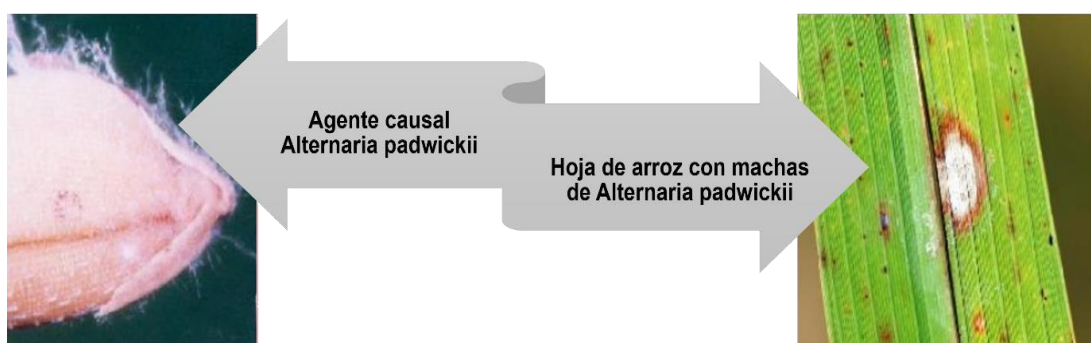 Agente causal
Alternaria padwickii
Hoja de arroz con machas
de Alternaria padwickii